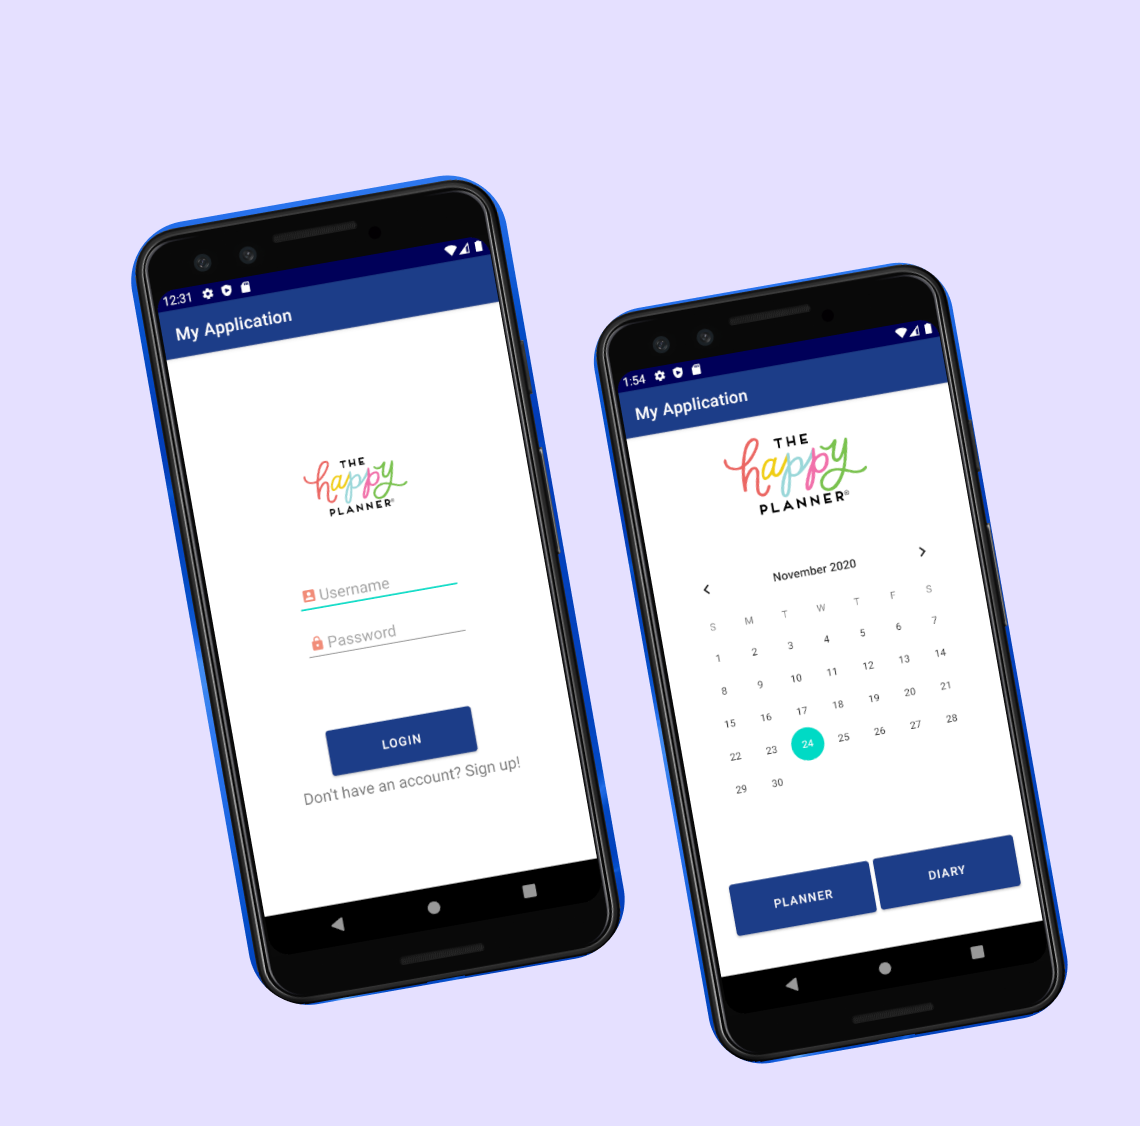 12:31
My Application
THE
happy
PLANNER®
Username
Password
LOGIN
Don't have an account? Sign up!
1:54
My Application
THE
happy
PLANNER®
November 2020
S M T W T F S
1 2 3 4 5 6 7
8 9 10 11 12 13 14
15 16 17 18 19 20 21
22 23 24 25 26 27 28
29 30
PLANNER DIARY